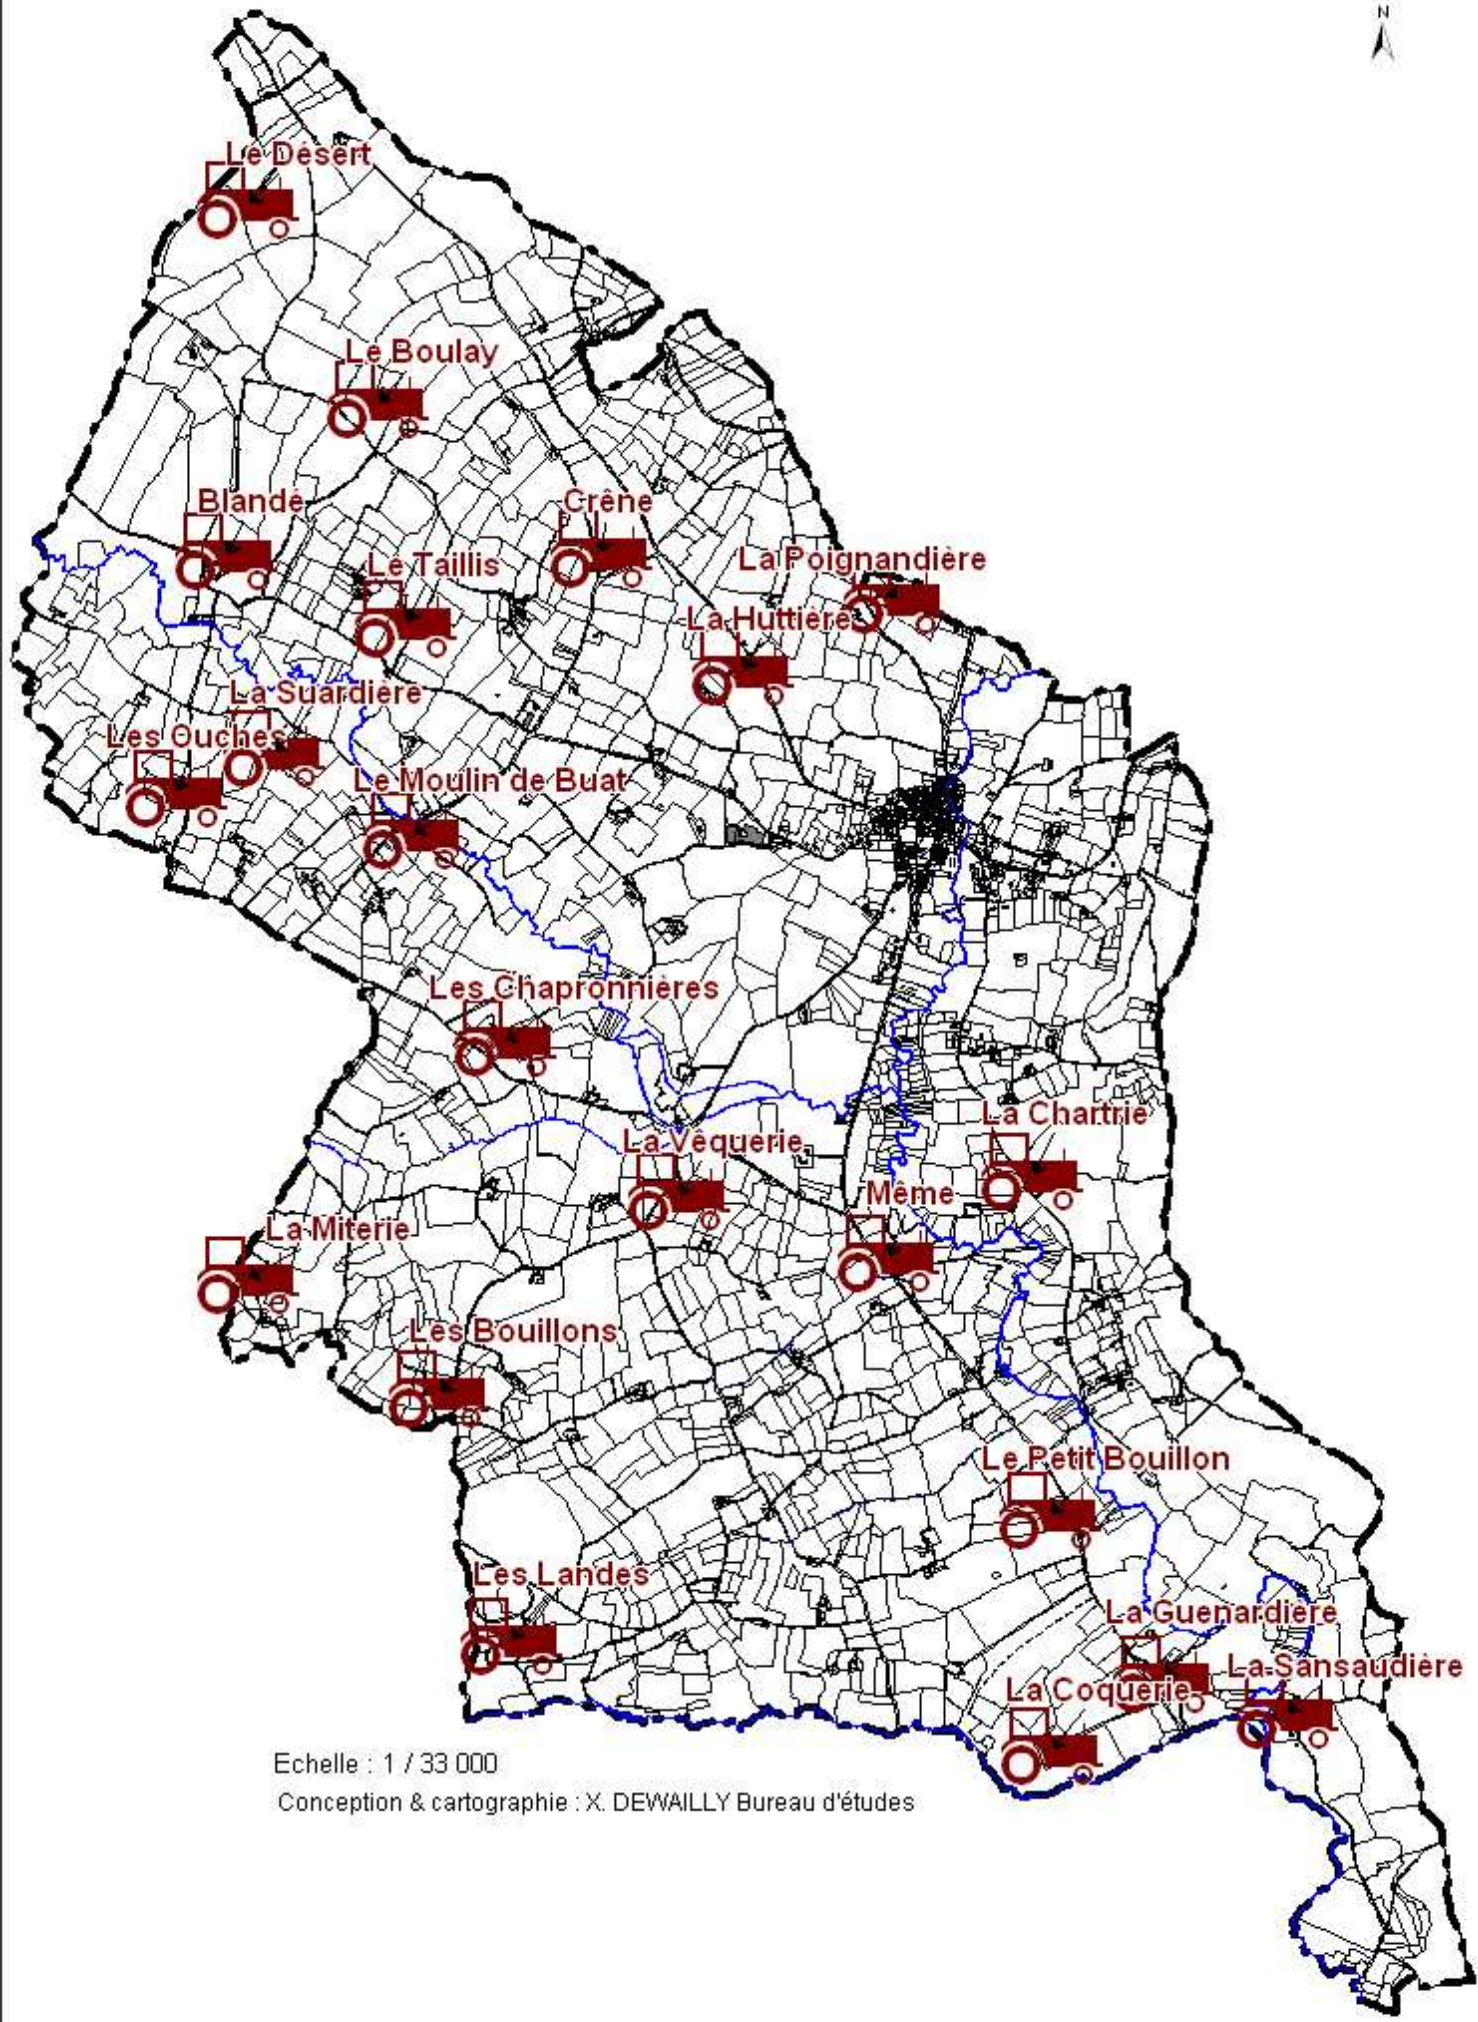 N
Le Désert
Le Boulay
Blandé
Crêne
Le Taillis
La Poignandière
La Huttière
La Suardière
Les Ouches
Le Moulin de Buat
Les Chapronnières
La Chartrie
La Vêquerie
Même
La Miterie
Les Bouillons
Le Petit Bouillon
Les Landes
La Guenardière
La Sansaudière
La Coquerie
Echelle : 1 / 33 000
Conception & cartographie : X. DEWAILLY Bureau d'études